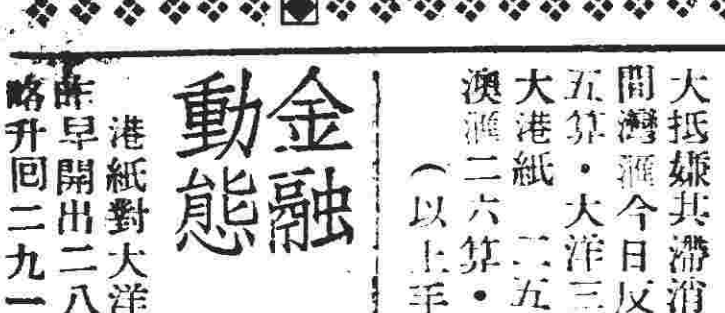 大抵嫌其滯消
間灣滙今日反
五算・大洋三
大港紙 二五
澳滙二六算・
（以上手
金融
動態
港紙對大洋
昨早開出二八
略升回二九一